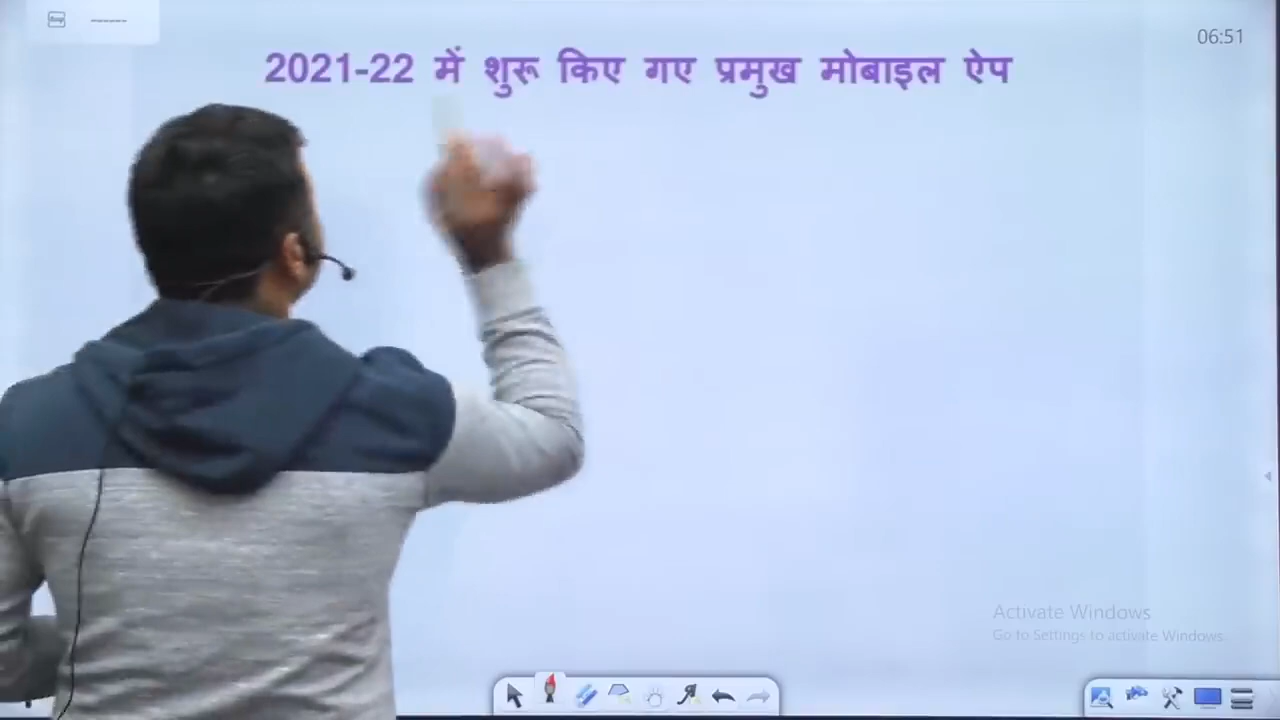 06:51
2021-22 में शुरू किए गए प्रमुख मोबाइल ऐप
Activate Windows
Go to Settings to activate Windows.